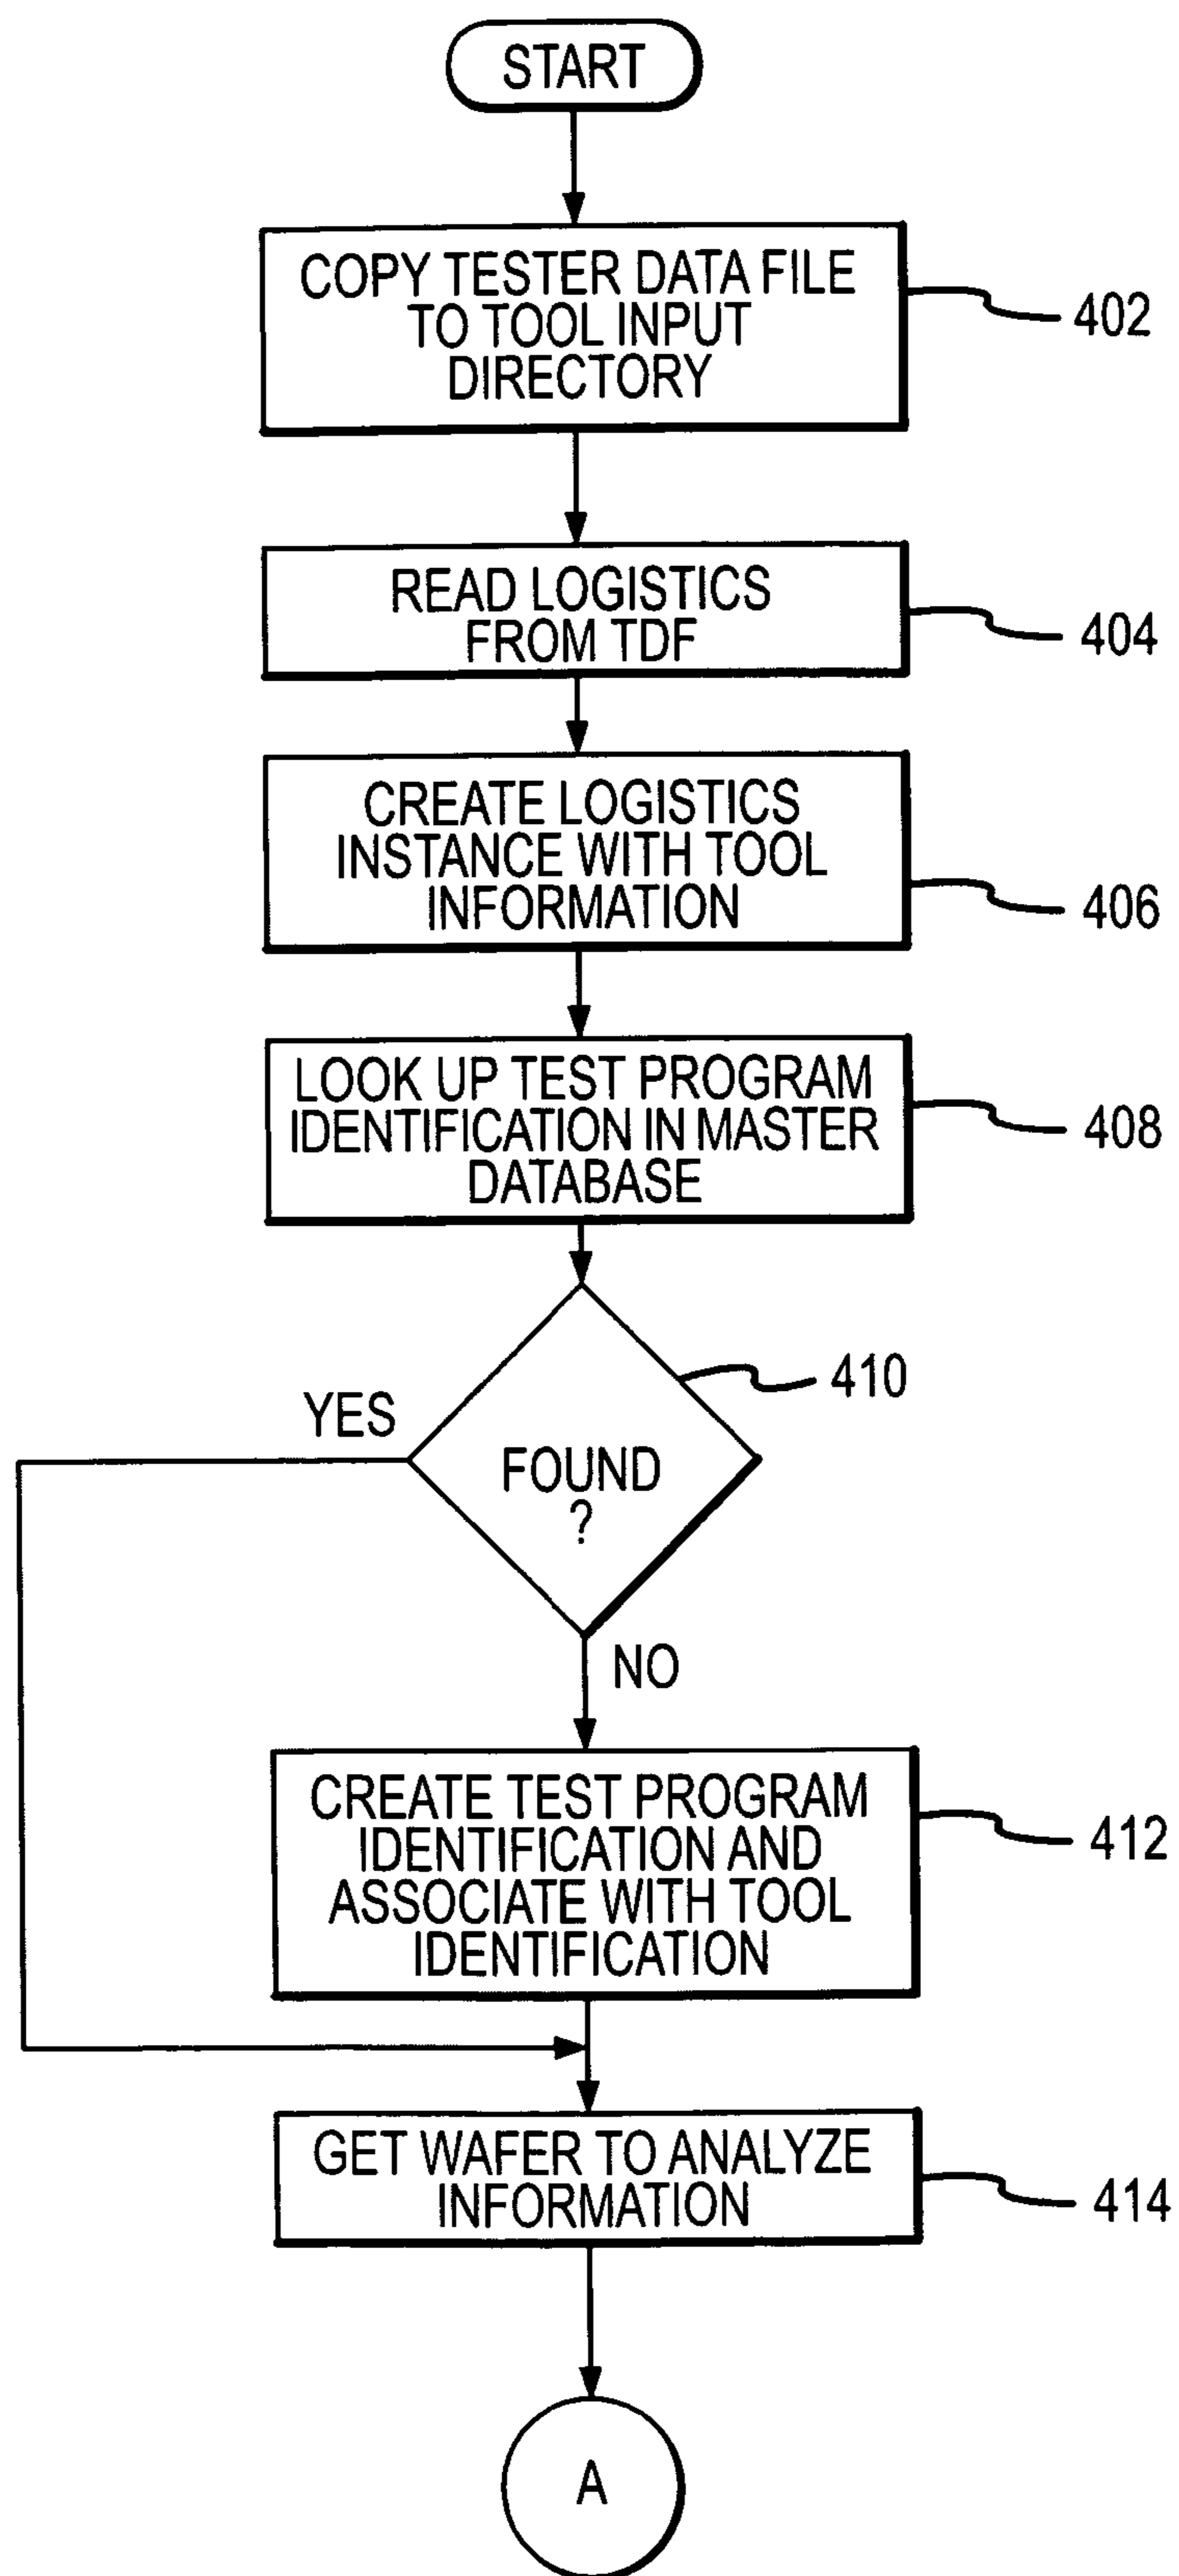 START
COPY TESTER DATA FILE
TO TOOL INPUT
DIRECTORY
402
READ LOGISTICS
FROM TDF
404
CREATE LOGISTICS
INSTANCE WITH TOOL
INFORMATION
406
LOOK UP TEST PROGRAM
IDENTIFICATION IN MASTER
DATABASE
408
410
YES
FOUND
?
NO
CREATE TEST PROGRAM
IDENTIFICATION AND
ASSOCIATE WITH TOOL
IDENTIFICATION
412
GET WAFER TO ANALYZE
INFORMATION
414
A